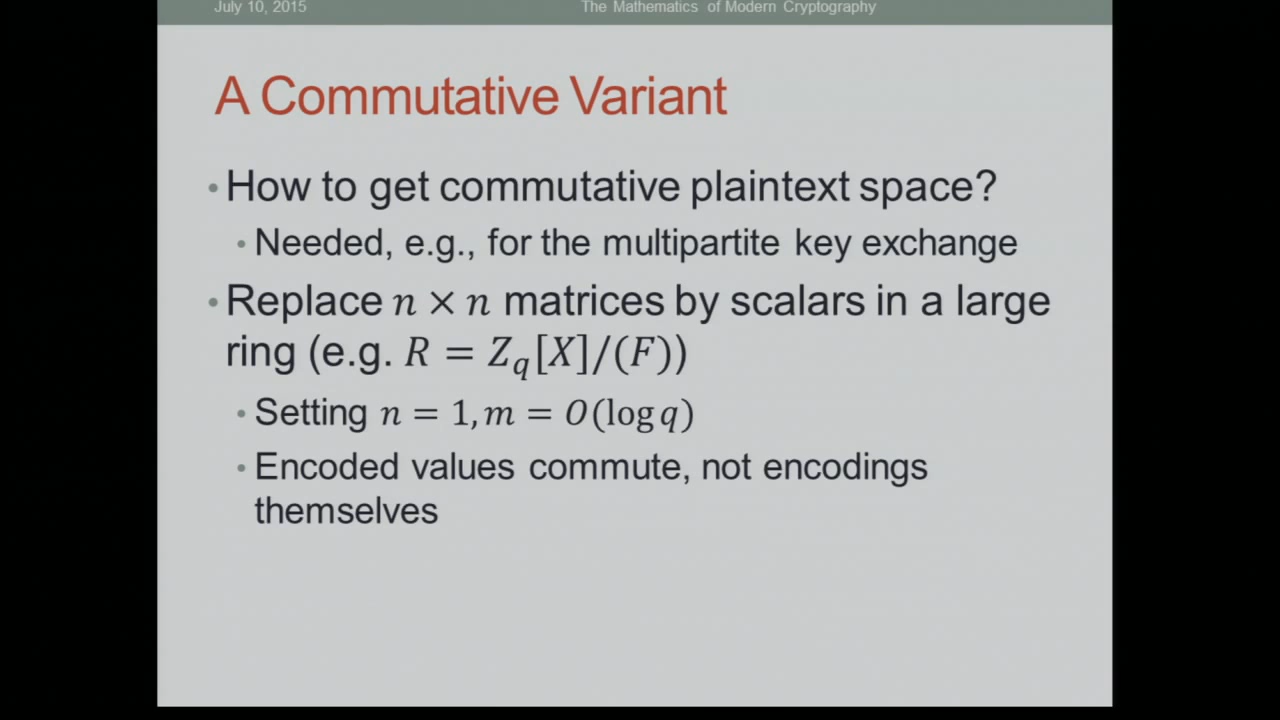 July 10, 2015 The Mathematics of Modern Cryptography
A Commutative Variant
• How to get commutative plaintext space?
• Needed, e.g., for the multipartite key exchange
• Replace n × n matrices by scalars in a large
ring (e.g. R = Z_q[X]/(F))
• Setting n = 1, m = O(log q)
• Encoded values commute, not encodings
themselves